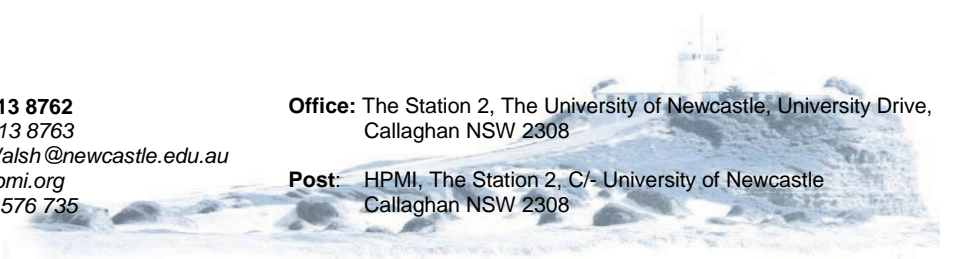 13 8762
13 8763
alsh@newcastle.edu.au
omi.org
576 735
Office: The Station 2, The University of Newcastle, University Drive,
Callaghan NSW 2308
Post: HPMI, The Station 2, C/- University of Newcastle
Callaghan NSW 2308